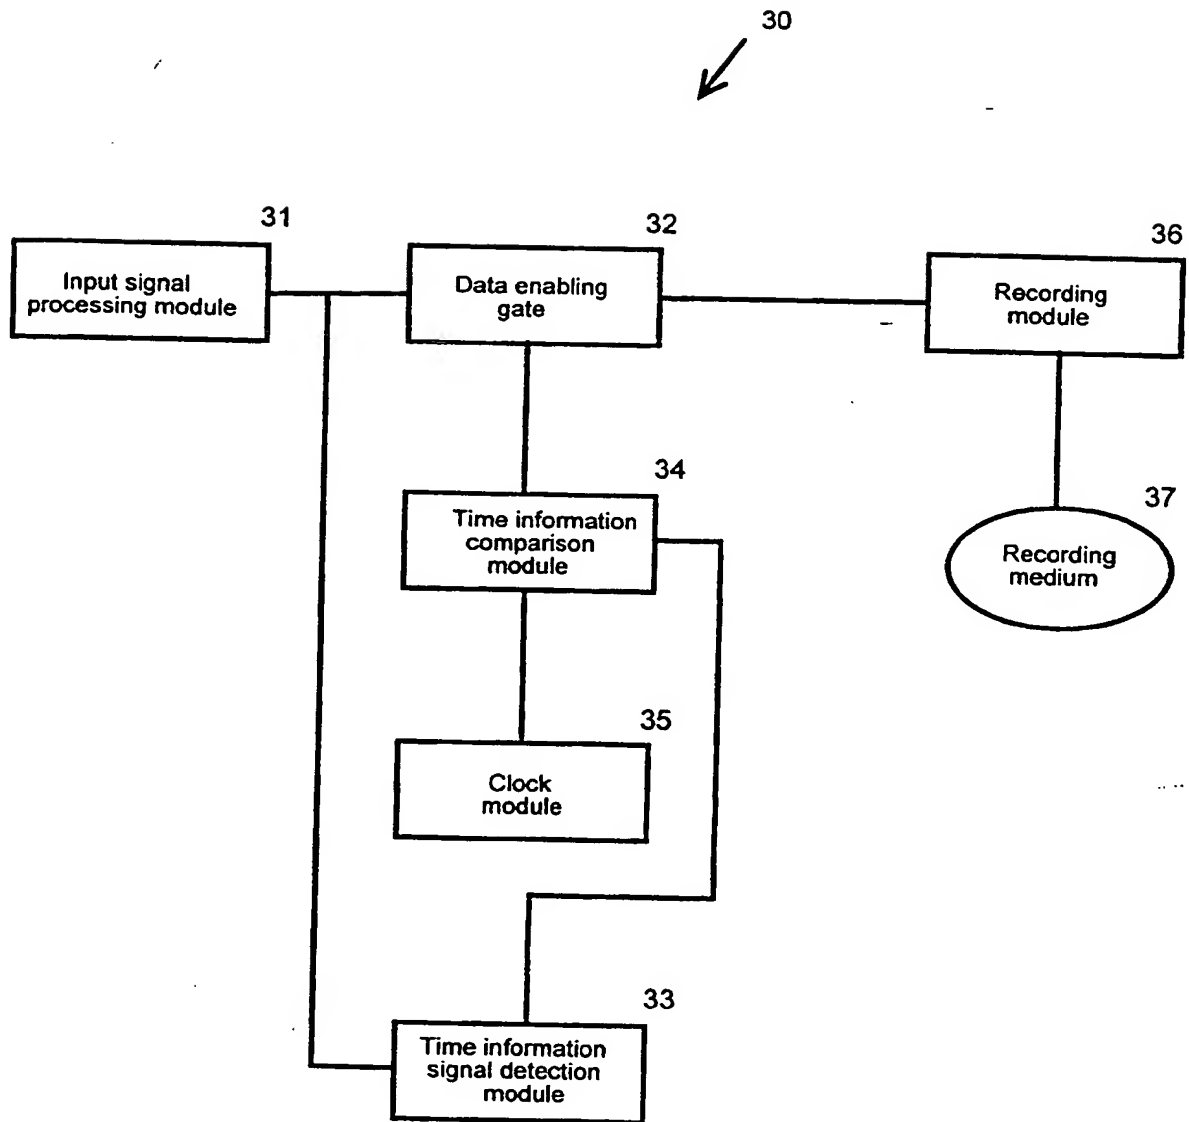 30
31
Input signal
processing module
32
Data enabling
gate
36
Recording
module
34
Time information
comparison
module
37
Recording
medium
35
Clock
module
33
Time information
signal detection
module